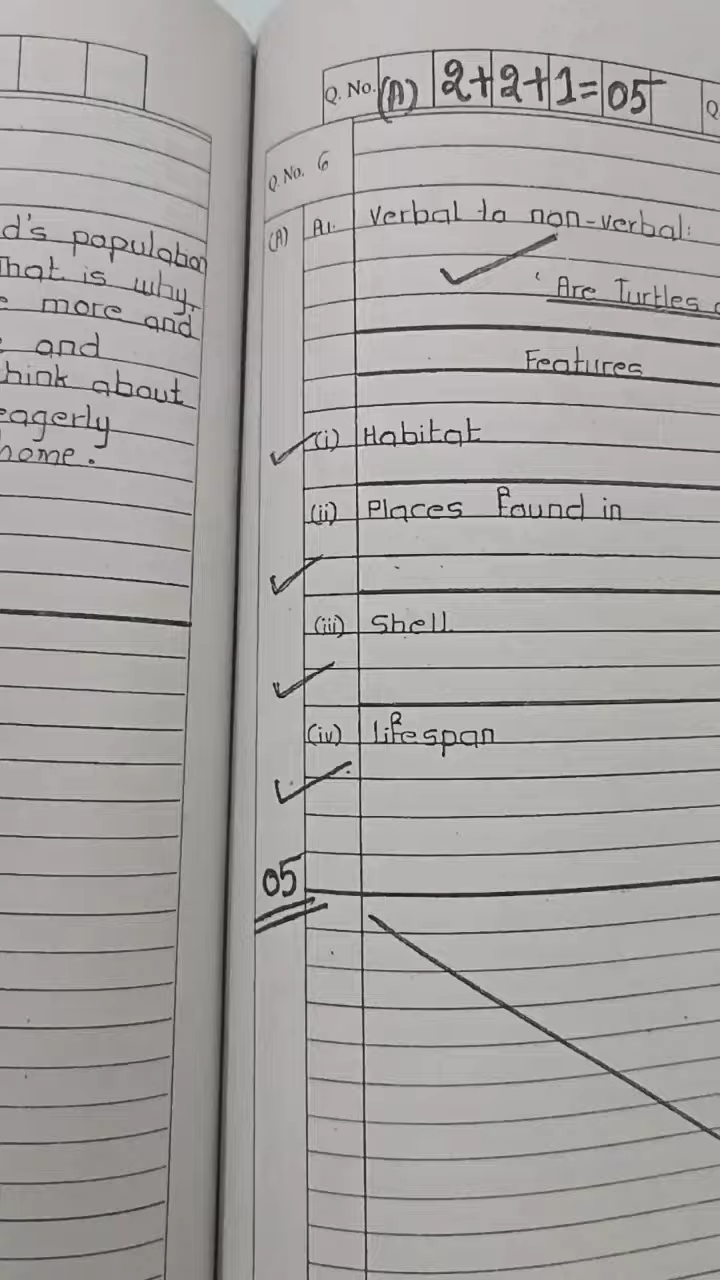 d's population
That is why,
more and
and
hink about
eagerly
home.
Q. No. (A) 2+2+1=05 Q
Q. No. 6
(A) A1. Verbal to non-verbal:
' Are Turtles
Features
(i) Habitat
(ii) Places found in
(iii) Shell
(iv) lifespan
05